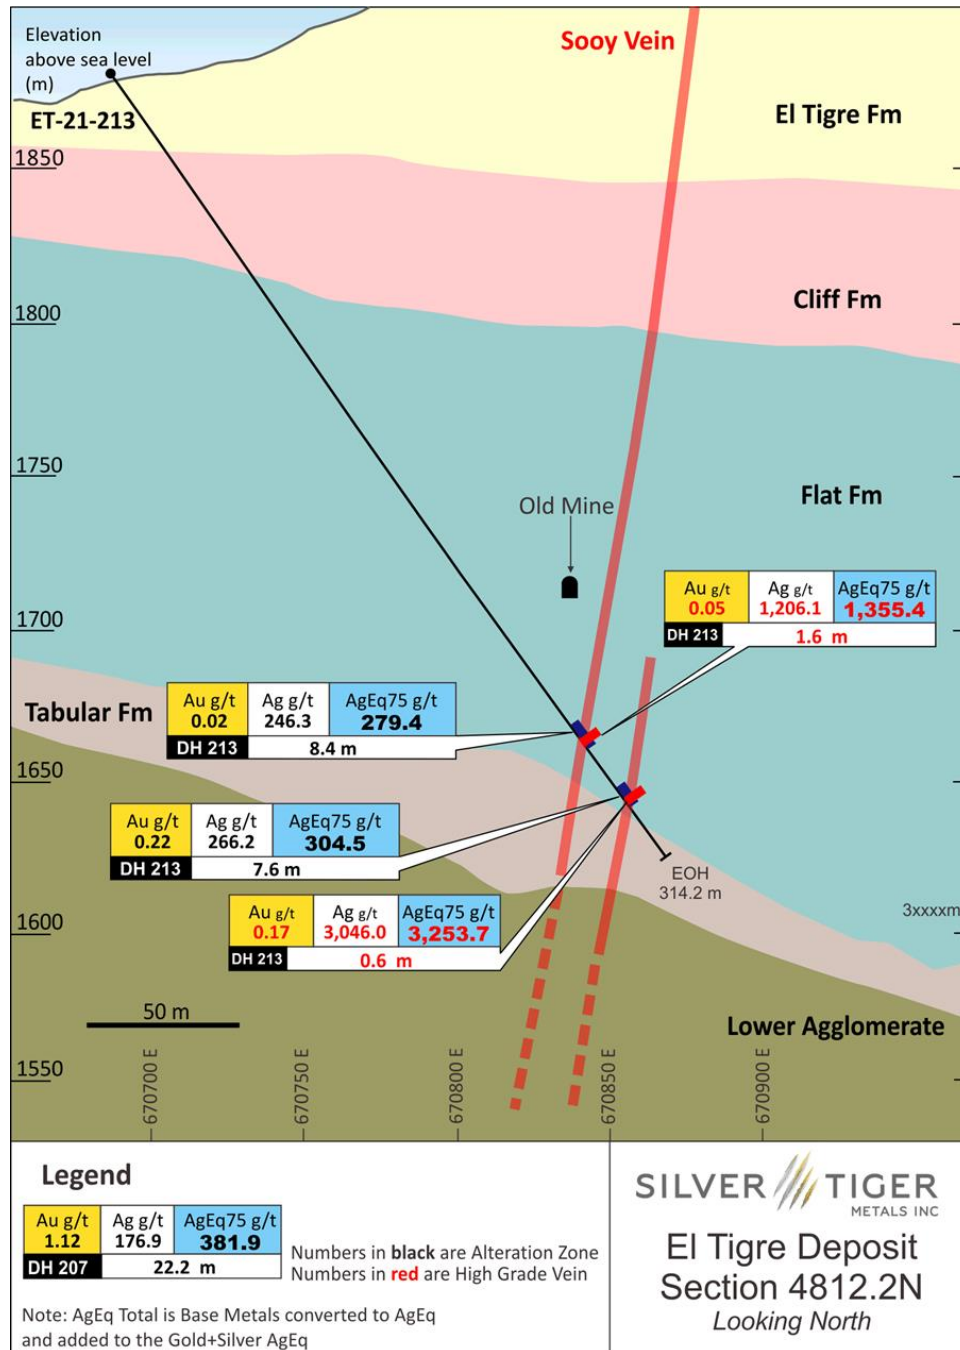 Elevation
above sea level
(m)
Sooy Vein
ET-21-213
El Tigre Fm
1850
Cliff Fm
1800
1750
Flat Fm
Old Mine
Au g/t Ag g/t AgEq75 g/t
0.05 1,206.1 1,355.4
DH 213 1.6 m
1700
Tabular Fm
Au g/t Ag g/t AgEq75 g/t
0.02 246.3 279.4
DH 213 8.4 m
1650
Au g/t Ag g/t AgEq75 g/t
0.22 266.2 304.5
DH 213 7.6 m
EOH
314.2 m
Au g/t Ag g/t AgEq75 g/t
0.17 3,046.0 3,253.7
DH 213 0.6 m
3xxxxm
1600
50 m
Lower Agglomerate
1550
670700 E
670750 E
670800 E
670850 E
670900 E
Legend
Au g/t Ag g/t AgEq75 g/t
1.12 176.9 381.9
DH 207 22.2 m
Numbers in black are Alteration Zone
Numbers in red are High Grade Vein
Note: AgEq Total is Base Metals converted to AgEq
and added to the Gold+Silver AgEq
SILVER TIGER
METALS INC
El Tigre Deposit
Section 4812.2N
Looking North